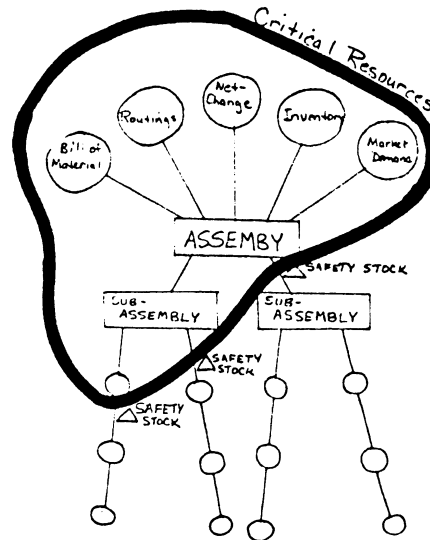 Critical Resources
Net-
Change
Routings
Inventory
Bill of
Material
Market
Demand
ASSEMBY
SAFETY STOCK
SUB-
ASSEMBLY
SUB-
ASSEMBLY
SAFETY
STOCK
SAFETY
STOCK